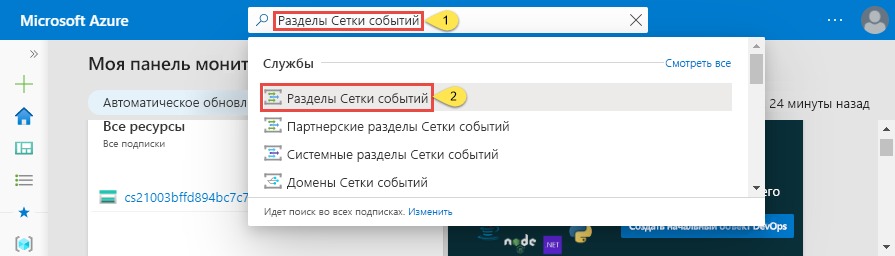 Microsoft Azure
Разделы Сетки событий
1
Службы
Смотреть все
Разделы Сетки событий
2
Партнерские разделы Сетки событий
Системные разделы Сетки событий
Домены Сетки событий
Идет поиск во всех подписках. Изменить
Моя панель монит
Автоматическое обновл
24 минуты назад
Все ресурсы
Все подписки
cs21003bffd894bc7c7
его
Создать начальный объект DevOps
node
.NET